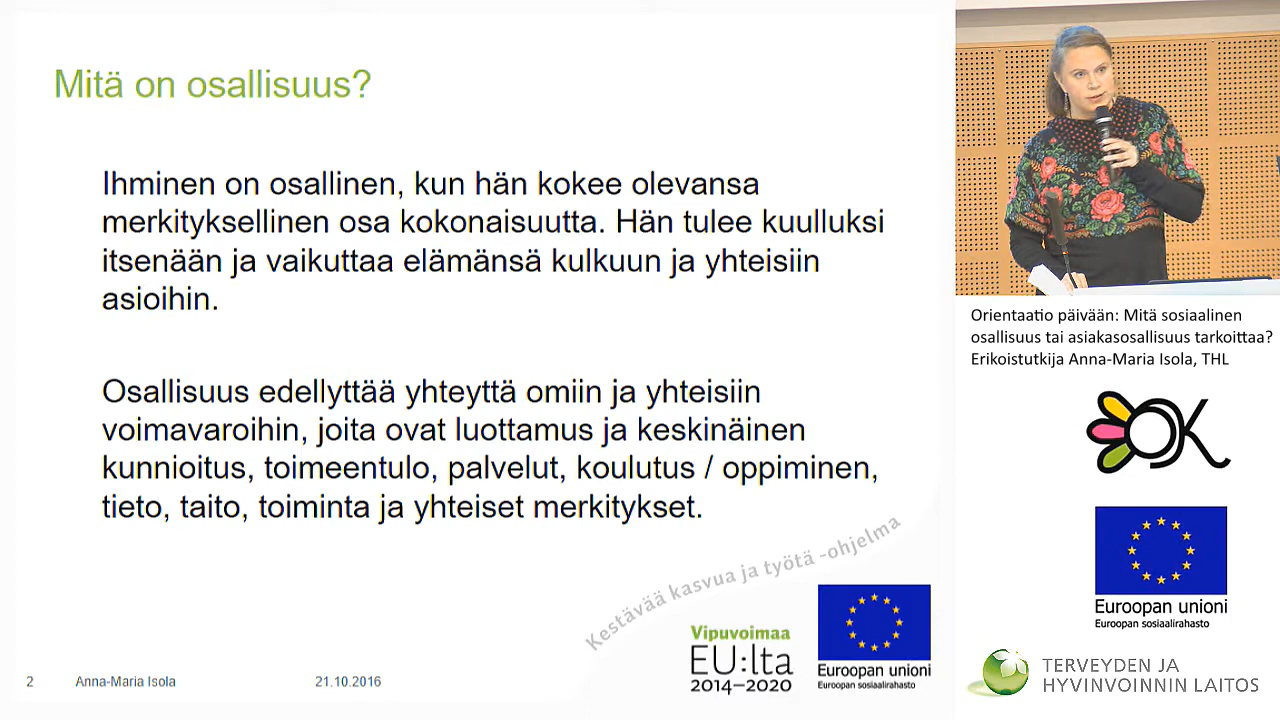 Mitä on osallisuus?
Ihminen on osallinen, kun hän kokee olevansa
merkityksellinen osa kokonaisuutta. Hän tulee kuulluksi
itsenään ja vaikuttaa elämänsä kulkuun ja yhteisiin
asioihin.
Osallisuus edellyttää yhteyttä omiin ja yhteisiin
voimavaroihin, joita ovat luottamus ja keskinäinen
kunnioitus, toimeentulo, palvelut, koulutus / oppiminen,
tieto, taito, toiminta ja yhteiset merkitykset.
Kestävää kasvua ja työtä -ohjelma
Vipuvoimaa
EU:lta
2014–2020
Euroopan unioni
Euroopan sosiaalirahasto
2 Anna-Maria Isola 21.10.2016
Orientaatio päivään: Mitä sosiaalinen
osallisuus tai asiakasosallisuus tarkoittaa?
Erikoistutkija Anna-Maria Isola, THL
OK
Euroopan unioni
Euroopan sosiaalirahasto
TERVEYDEN JA
HYVINVOINNIN LAITOS